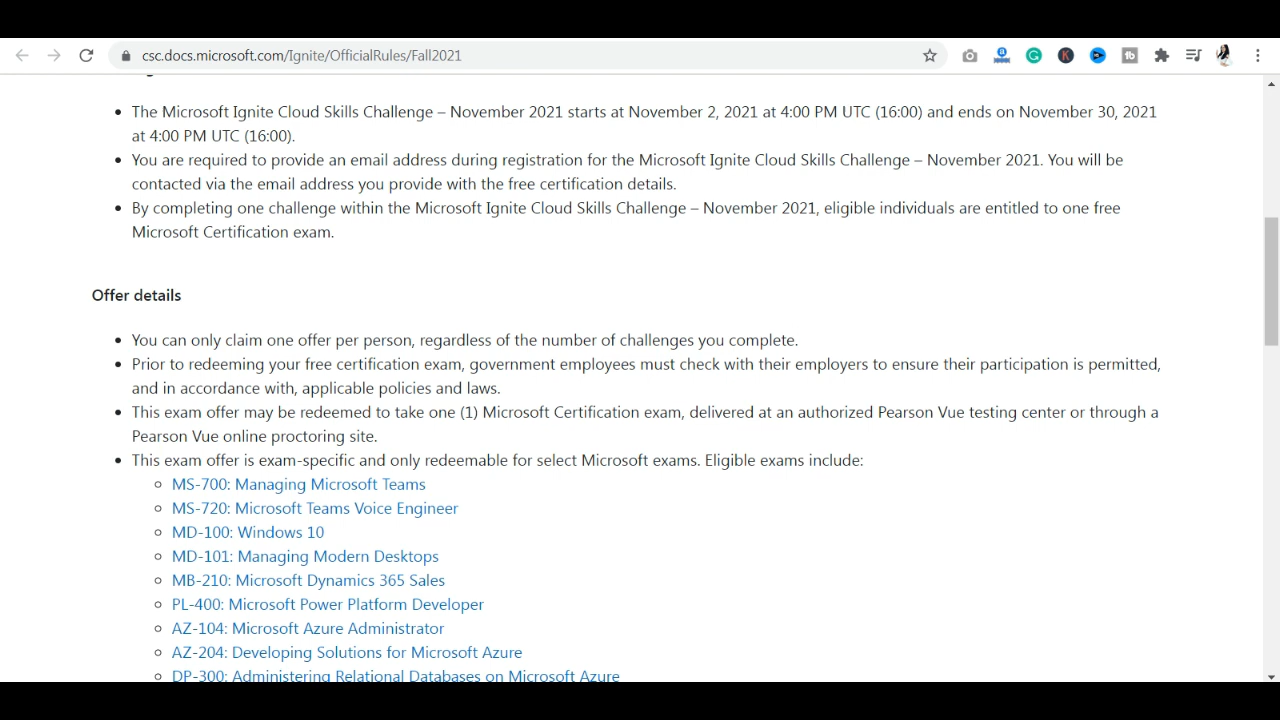 csc.docs.microsoft.com/Ignite/OfficialRules/Fall2021
The Microsoft Ignite Cloud Skills Challenge – November 2021 starts at November 2, 2021 at 4:00 PM UTC (16:00) and ends on November 30, 2021
at 4:00 PM UTC (16:00).
You are required to provide an email address during registration for the Microsoft Ignite Cloud Skills Challenge – November 2021. You will be
contacted via the email address you provide with the free certification details.
By completing one challenge within the Microsoft Ignite Cloud Skills Challenge – November 2021, eligible individuals are entitled to one free
Microsoft Certification exam.
Offer details
You can only claim one offer per person, regardless of the number of challenges you complete.
Prior to redeeming your free certification exam, government employees must check with their employers to ensure their participation is permitted,
and in accordance with, applicable policies and laws.
This exam offer may be redeemed to take one (1) Microsoft Certification exam, delivered at an authorized Pearson Vue testing center or through a
Pearson Vue online proctoring site.
This exam offer is exam-specific and only redeemable for select Microsoft exams. Eligible exams include:
MS-700: Managing Microsoft Teams
MS-720: Microsoft Teams Voice Engineer
MD-100: Windows 10
MD-101: Managing Modern Desktops
MB-210: Microsoft Dynamics 365 Sales
PL-400: Microsoft Power Platform Developer
AZ-104: Microsoft Azure Administrator
AZ-204: Developing Solutions for Microsoft Azure
DP-300: Administering Relational Databases on Microsoft Azure